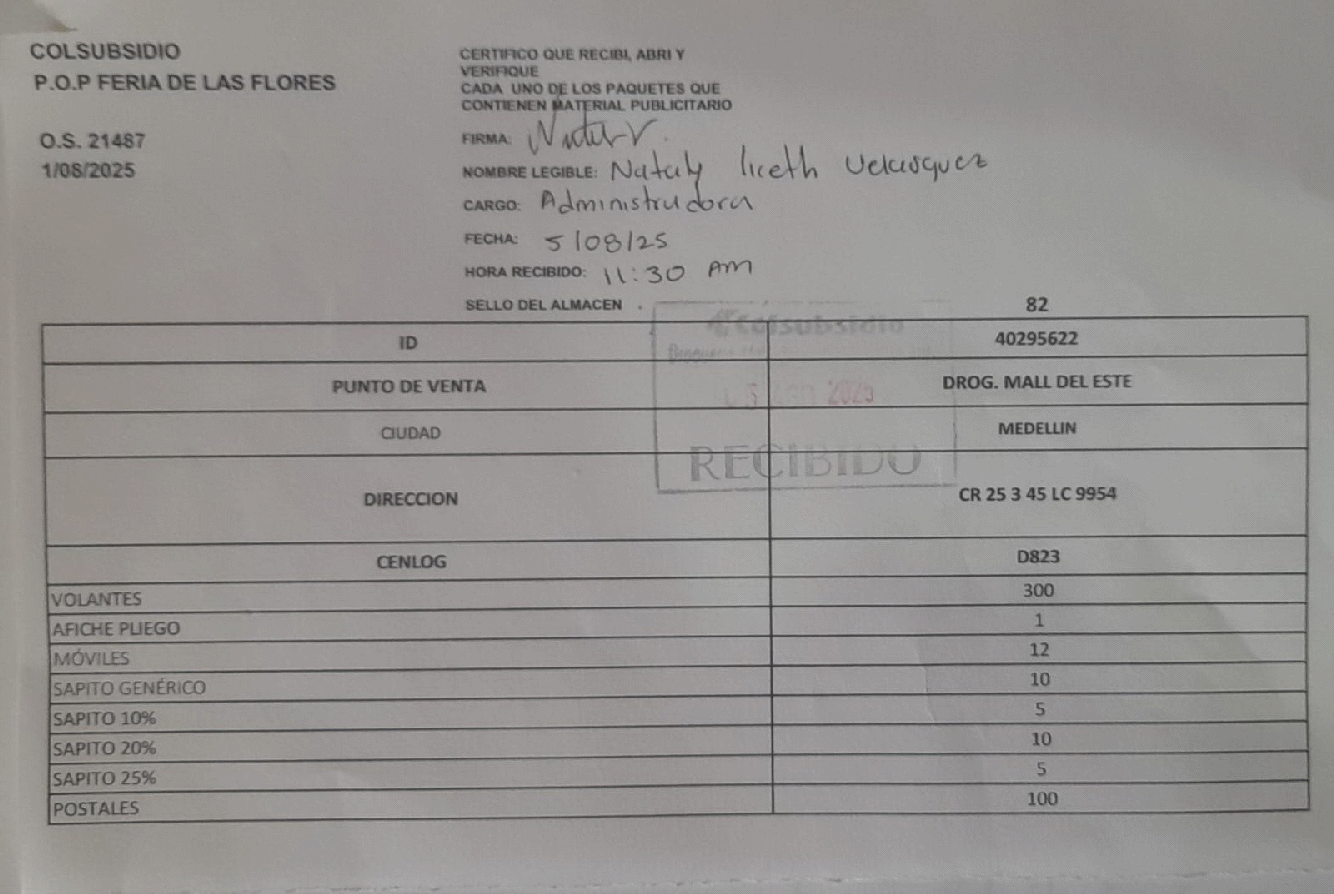 COLSUBSIDIO
P.O.P FERIA DE LAS FLORES
O.S. 21487
1/08/2025
CERTIFICO QUE RECIBI, ABRI Y
VERIFIQUE
CADA UNO DE LOS PAQUETES QUE
CONTIENEN MATERIAL PUBLICITARIO
FIRMA:
NOMBRE LEGIBLE: Nataly liceth Velasquez
CARGO: Administradora
FECHA: 5/08/25
HORA RECIBIDO: 11:30 AM
SELLO DEL ALMACEN
82
Colsubsidio
2025
RECIBIDO
ID 40295622
PUNTO DE VENTA DROG. MALL DEL ESTE
CIUDAD MEDELLIN
DIRECCION CR 25 3 45 LC 9954
CENLOG D823
VOLANTES 300
AFICHE PLIEGO 1
MÓVILES 12
SAPITO GENÉRICO 10
SAPITO 10% 5
SAPITO 20% 10
SAPITO 25% 5
POSTALES 100